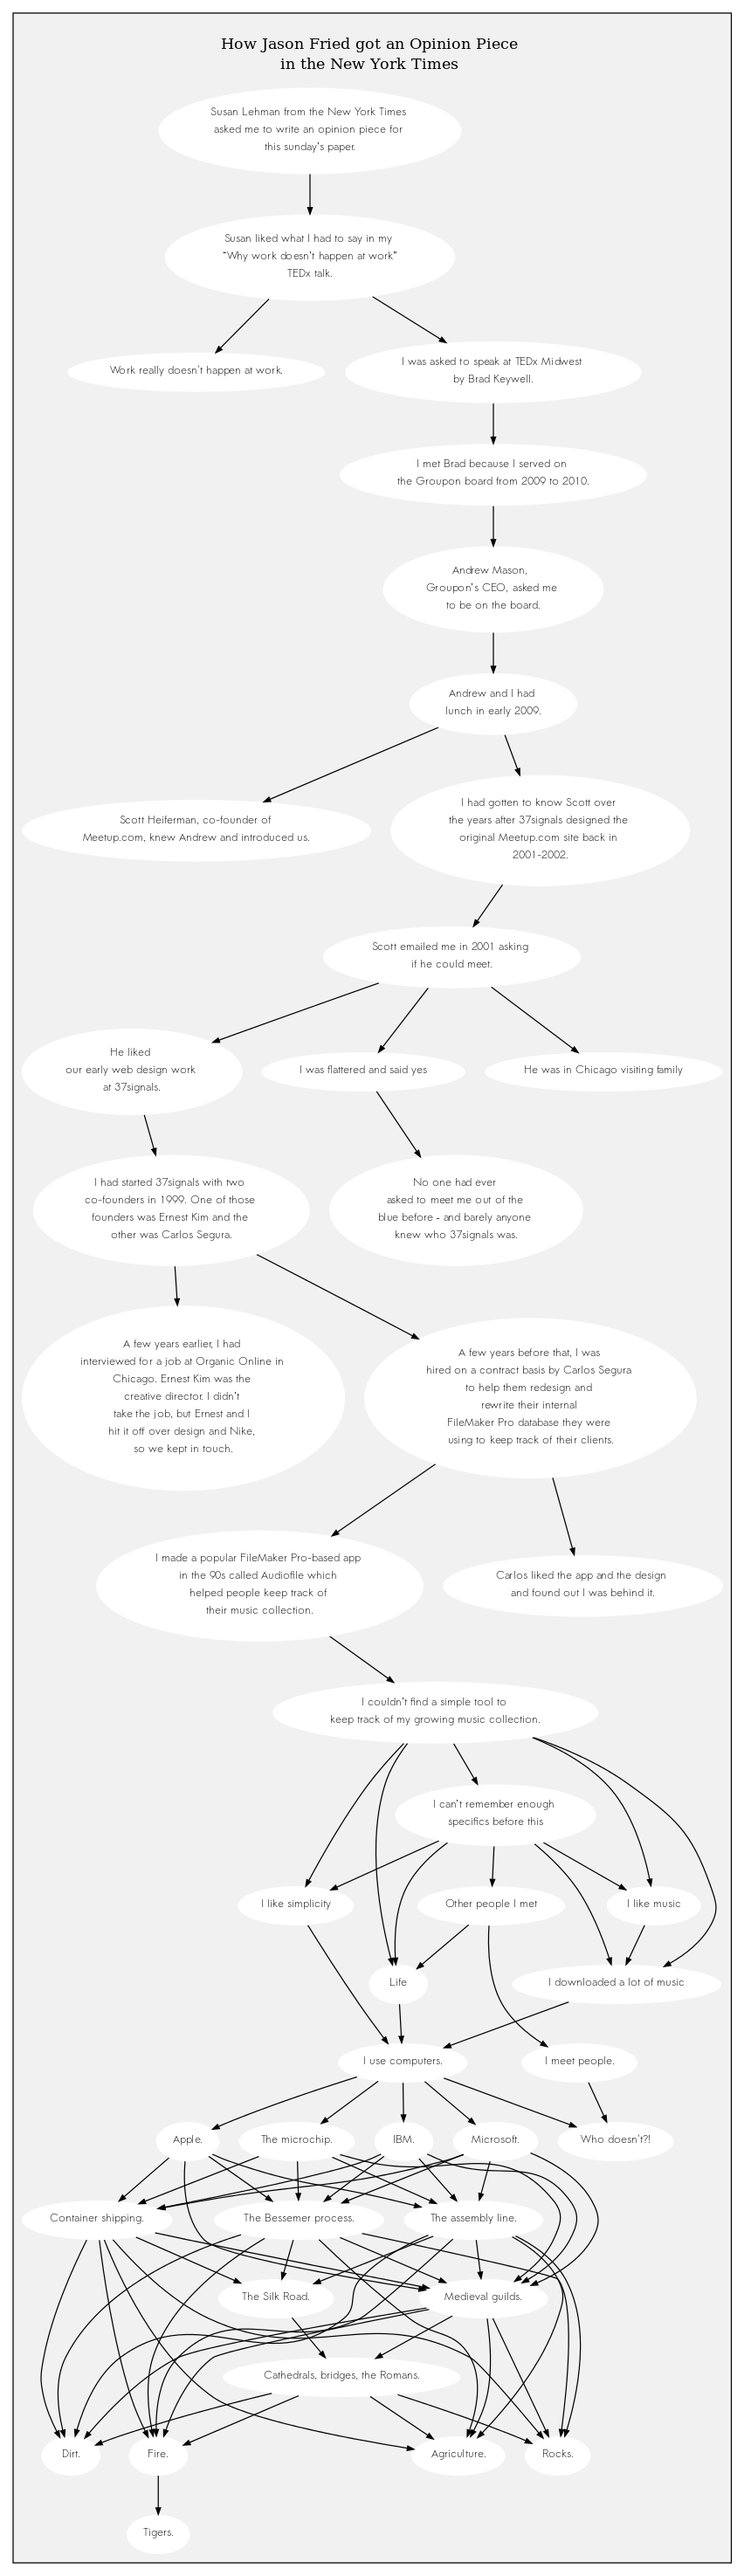 How Jason Fried got an Opinion Piece
in the New York Times
Susan Lehman from the New York Times
asked me to write an opinion piece for
this sunday's paper.
Susan liked what I had to say in my
"Why work doesn't happen at work"
TEDx talk.
Work really doesn't happen at work.
I was asked to speak at TEDx Midwest
by Brad Keywell.
I met Brad because I served on
the Groupon board from 2009 to 2010.
Andrew Mason,
Groupon's CEO, asked me
to be on the board.
Andrew and I had
lunch in early 2009.
Scott Heiferman, co-founder of
Meetup.com, knew Andrew and introduced us.
I had gotten to know Scott over
the years after 37signals designed the
original Meetup.com site back in
2001-2002.
Scott emailed me in 2001 asking
if he could meet.
He liked
our early web design work
at 37signals.
I was flattered and said yes
He was in Chicago visiting family
I had started 37signals with two
co-founders in 1999. One of those
founders was Ernest Kim and the
other was Carlos Segura.
No one had ever
asked to meet me out of the
blue before - and barely anyone
knew who 37signals was.
A few years earlier, I had
interviewed for a job at Organic Online in
Chicago. Ernest Kim was the
creative director. I didn't
take the job, but Ernest and I
hit it off over design and Nike,
so we kept in touch.
A few years before that, I was
hired on a contract basis by Carlos Segura
to help them redesign and
rewrite their internal
FileMaker Pro database they were
using to keep track of their clients.
I made a popular FileMaker Pro-based app
in the 90s called Audiofile which
helped people keep track of
their music collection.
Carlos liked the app and the design
and found out I was behind it.
I couldn't find a simple tool to
keep track of my growing music collection.
I can't remember enough
specifics before this
I like simplicity
Other people I met
I like music
Life
I downloaded a lot of music
I use computers.
I meet people.
Apple.
The microchip.
IBM.
Microsoft.
Who doesn't?!
Container shipping.
The Bessemer process.
The assembly line.
The Silk Road.
Medieval guilds.
Cathedrals, bridges, the Romans.
Dirt.
Fire.
Agriculture.
Rocks.
Tigers.